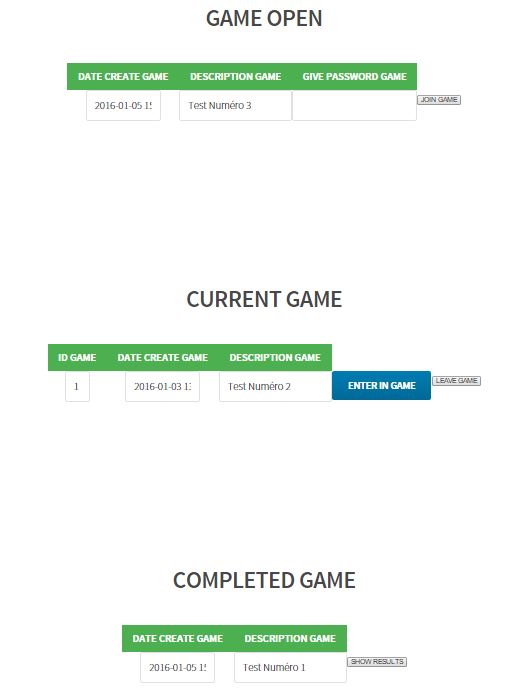 GAME OPEN
DATE CREATE GAME DESCRIPTION GAME GIVE PASSWORD GAME
2016-01-05 1 Test Numéro 3 JOIN GAME
CURRENT GAME
ID GAME DATE CREATE GAME DESCRIPTION GAME
1 2016-01-03 1 Test Numéro 2 ENTER IN GAME LEAVE GAME
COMPLETED GAME
DATE CREATE GAME DESCRIPTION GAME
2016-01-05 1 Test Numéro 1 SHOW RESULTS